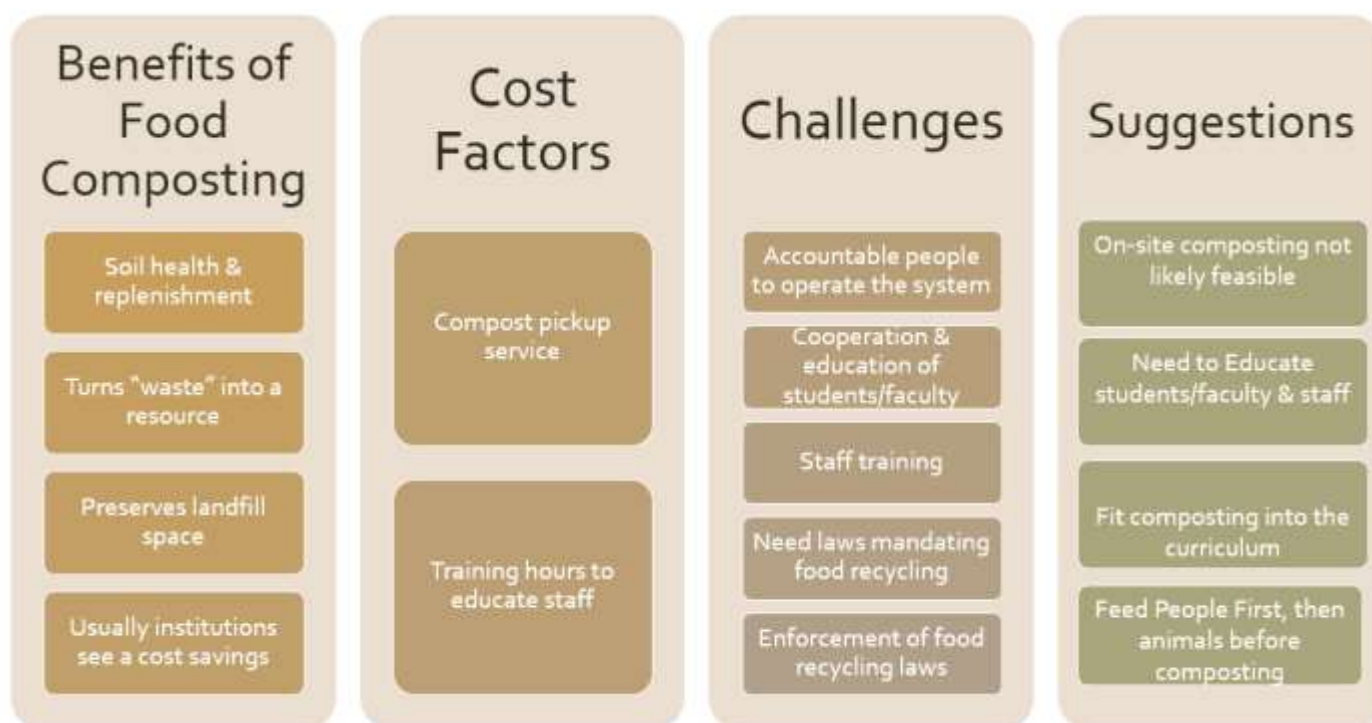 Benefits of
Food
Composting
Soil health &
replenishment
Turns "waste" into a
resource
Preserves landfill
space
Usually institutions
see a cost savings
Cost
Factors
Compost pickup
service
Training hours to
educate staff
Challenges
Accountable people
to operate the system
Cooperation &
education of
students/faculty
Staff training
Need laws mandating
food recycling
Enforcement of food
recycling laws
Suggestions
On-site composting not
likely feasible
Need to Educate
students/faculty & staff
Fit composting into the
curriculum
Feed People First, then
animals before
composting